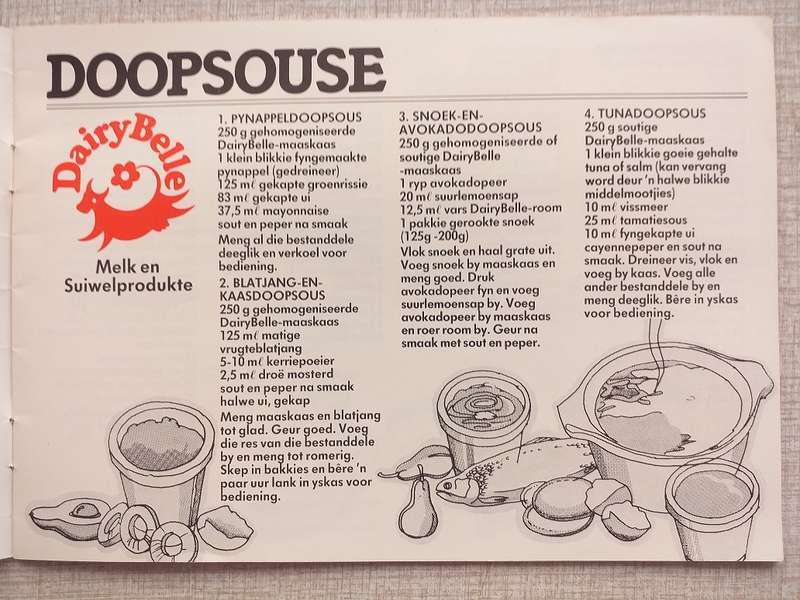 DOOPSOUSE
DairyBelle
Melk en
Suiwelprodukte
1. PYNAPPELDOOPSOUS
250 g gehomogeniseerde
DairyBelle-maaskaas
1 klein blikkie fyngemaakte
pynappel (gedreineer)
125 mℓ gekapte groenrissie
83 mℓ gekapte ui
37,5 mℓ mayonnaise
sout en peper na smaak
Meng al die bestanddele
deeglik en verkoel voor
bediening.
2. BLATJANG-EN-
KAASDOOPSOUS
250 g gehomogeniseerde
DairyBelle-maaskaas
125 mℓ matige
vrugteblatjang
5-10 mℓ kerriepoeier
2,5 mℓ droë mosterd
sout en peper na smaak
halwe ui, gekap
Meng maaskaas en blatjang
tot glad. Geur goed. Voeg
die res van die bestanddele
by en meng tot romerig.
Skep in bakkies en bêre 'n
paar uur lank in yskas voor
bediening.
3. SNOEK-EN-
AVOKADODOOPSOUS
250 g gehomogeniseerde of
soutige DairyBelle
-maaskaas
1 ryp avokadopeer
20 mℓ suurlemoensap
12,5 mℓ vars DairyBelle-room
1 pakkie gerookte snoek
(125g -200g)
Vlok snoek en haal grate uit.
Voeg snoek by maaskaas en
meng goed. Druk
avokadopeer fyn en voeg
suurlemoensap by. Voeg
avokadopeer by maaskaas
en roer room by. Geur na
smaak met sout en peper.
4. TUNADOOPSOUS
250 g soutige
DairyBelle-maaskaas
1 klein blikkie goeie gehalte
tuna of salm (kan vervang
word deur 'n halwe blikkie
middelmootjies)
10 mℓ vissmeer
25 mℓ tamatiesous
10 mℓ fyngekapte ui
cayennepeper en sout na
smaak. Dreineer vis, vlok en
voeg by kaas. Voeg alle
ander bestanddele by en
meng deeglik. Bêre in yskas
voor bediening.